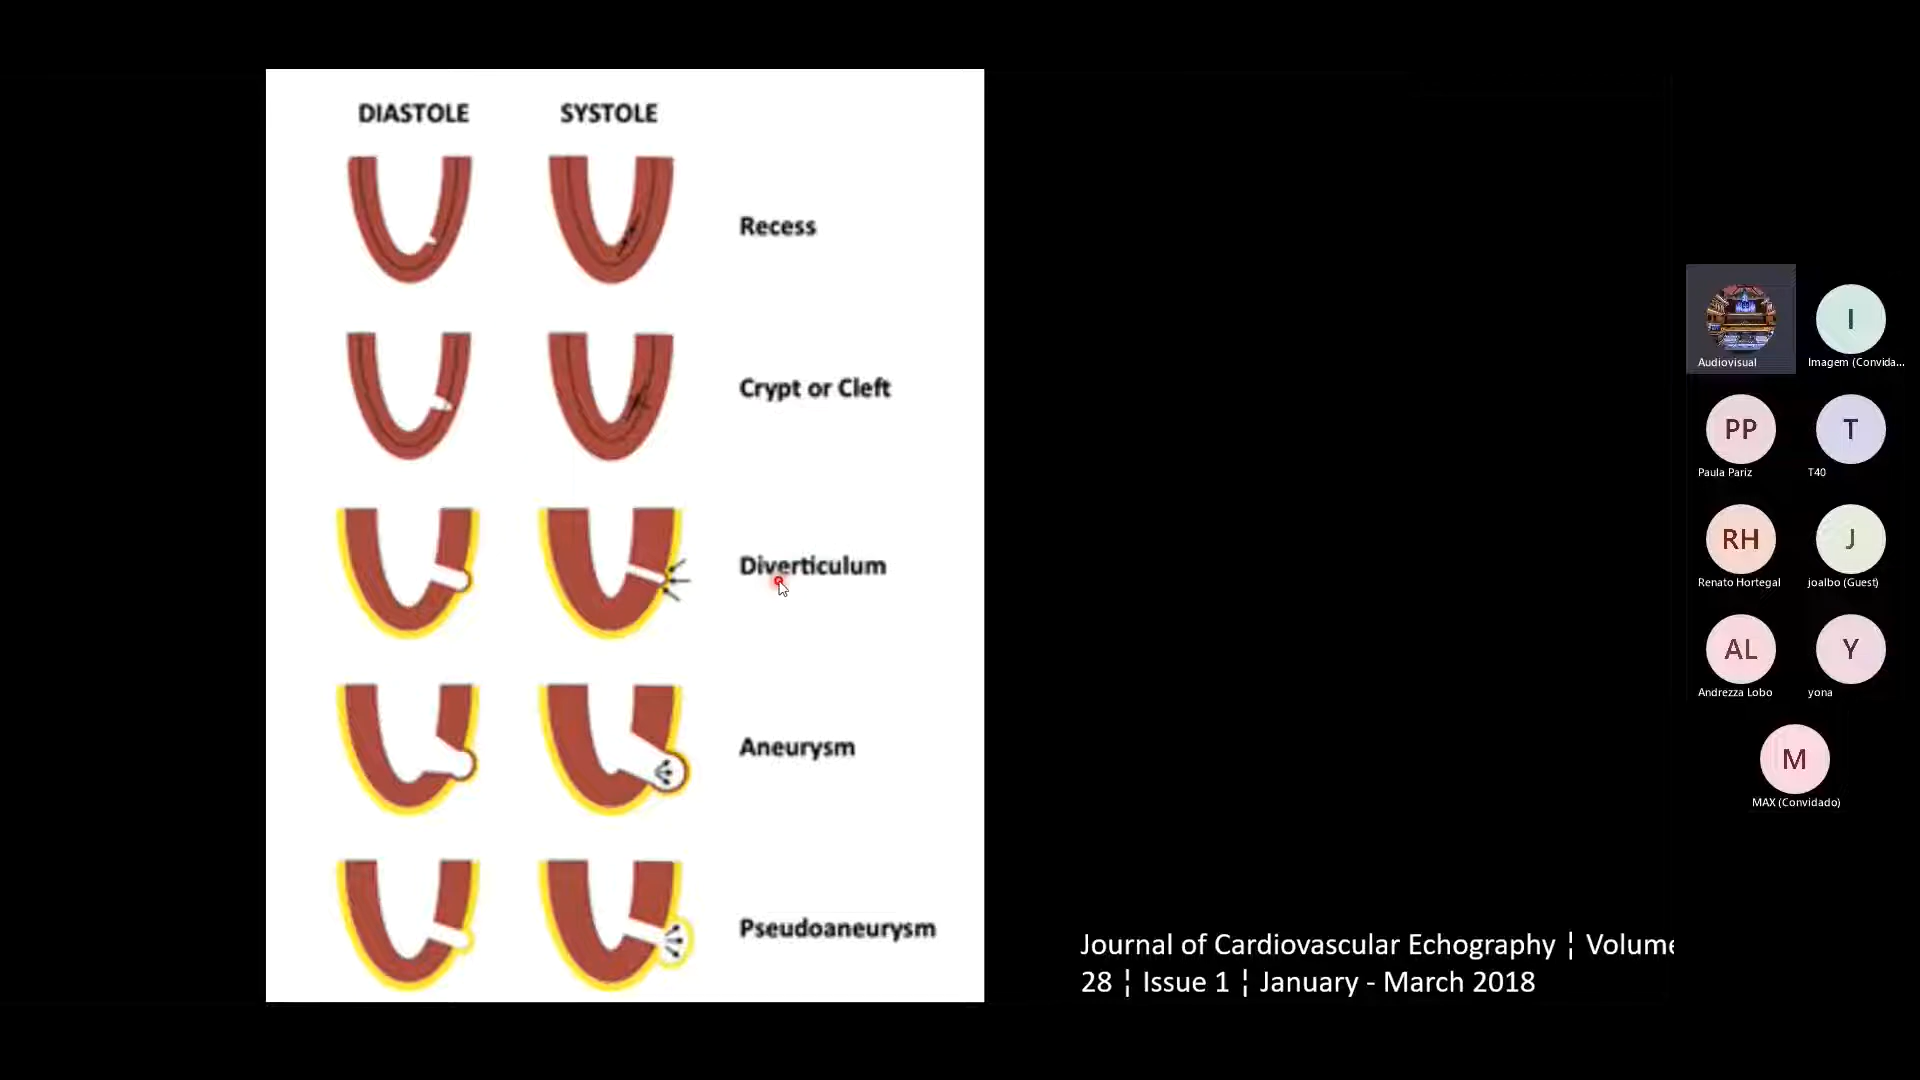 DIASTOLE SYSTOLE
Recess
Crypt or Cleft
Diverticulum
Aneurysm
Pseudoaneurysm
Journal of Cardiovascular Echography ¦ Volume
28 ¦ Issue 1 ¦ January - March 2018
Audiovisual
I
Imagem (Convida...
PP
Paula Pariz
T
T40
RH
Renato Hortegal
J
joalbo (Guest)
AL
Andrezza Lobo
Y
yona
M
MAX (Convidado)